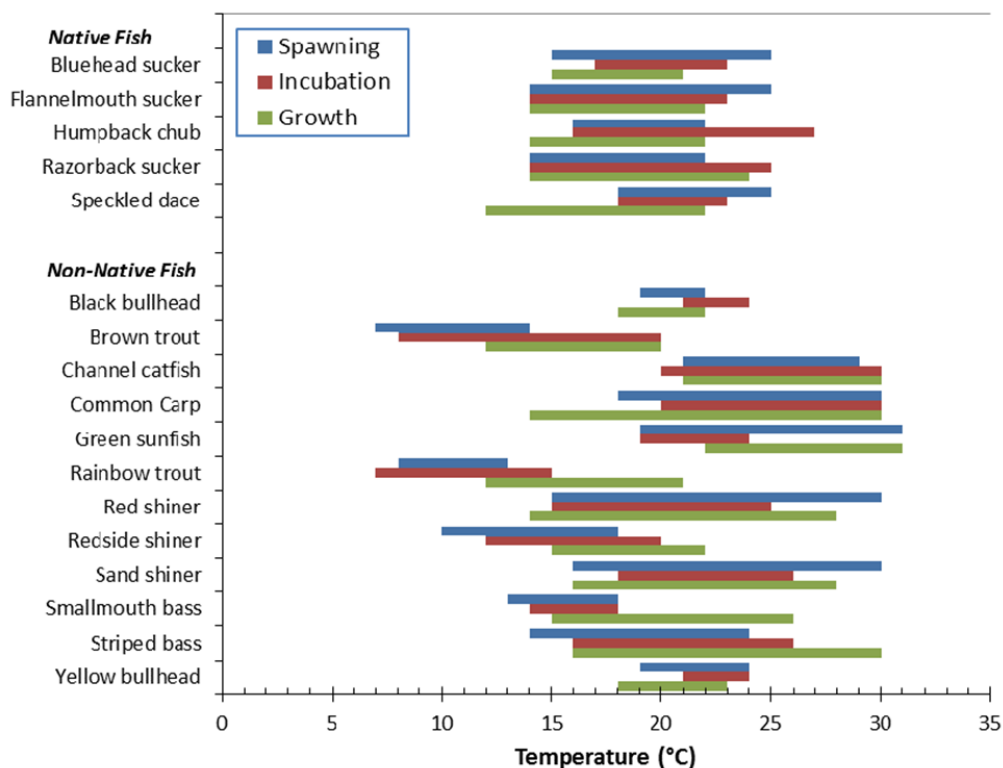 Native Fish
Bluehead sucker
Flannelmouth sucker
Humpback chub
Razorback sucker
Speckled dace
Non-Native Fish
Black bullhead
Brown trout
Channel catfish
Common Carp
Green sunfish
Rainbow trout
Red shiner
Redside shiner
Sand shiner
Smallmouth bass
Striped bass
Yellow bullhead
Spawning
Incubation
Growth
0 5 10 15 20 25 30 35
Temperature (°C)